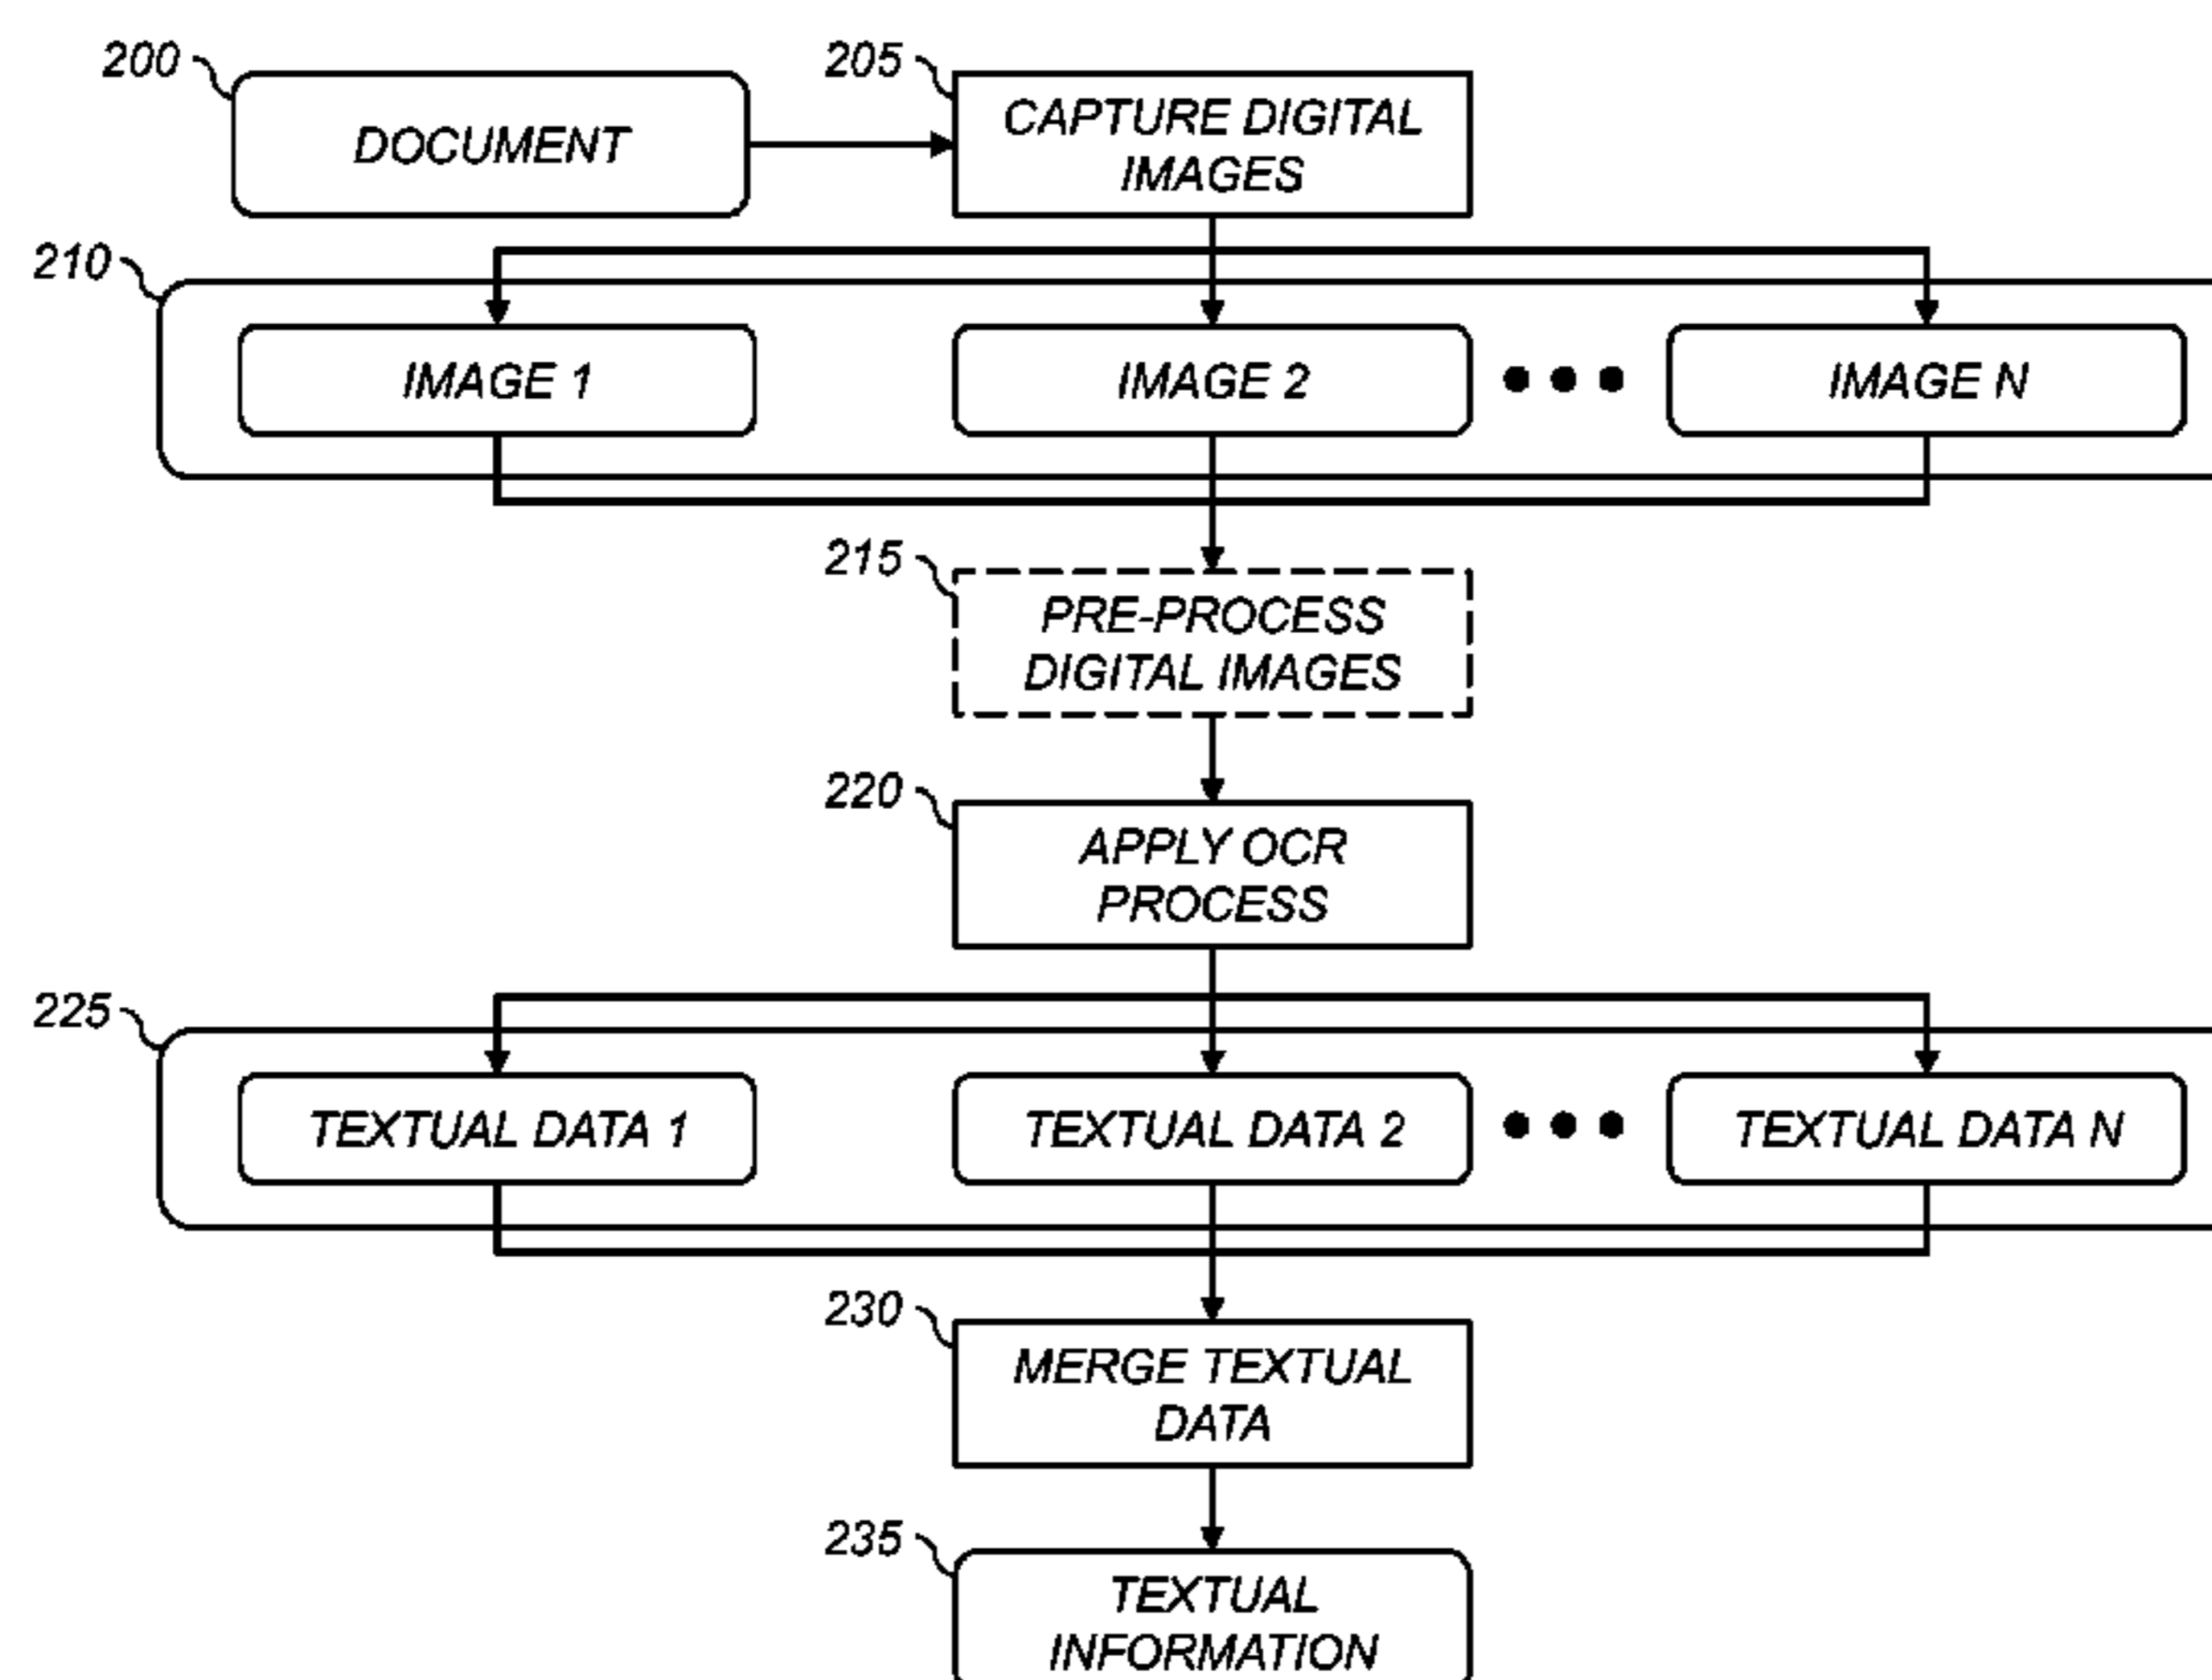 200
DOCUMENT
205
CAPTURE DIGITAL
IMAGES
210
IMAGE 1
IMAGE 2
IMAGE N
215
PRE-PROCESS
DIGITAL IMAGES
220
APPLY OCR
PROCESS
225
TEXTUAL DATA 1
TEXTUAL DATA 2
TEXTUAL DATA N
230
MERGE TEXTUAL
DATA
235
TEXTUAL
INFORMATION